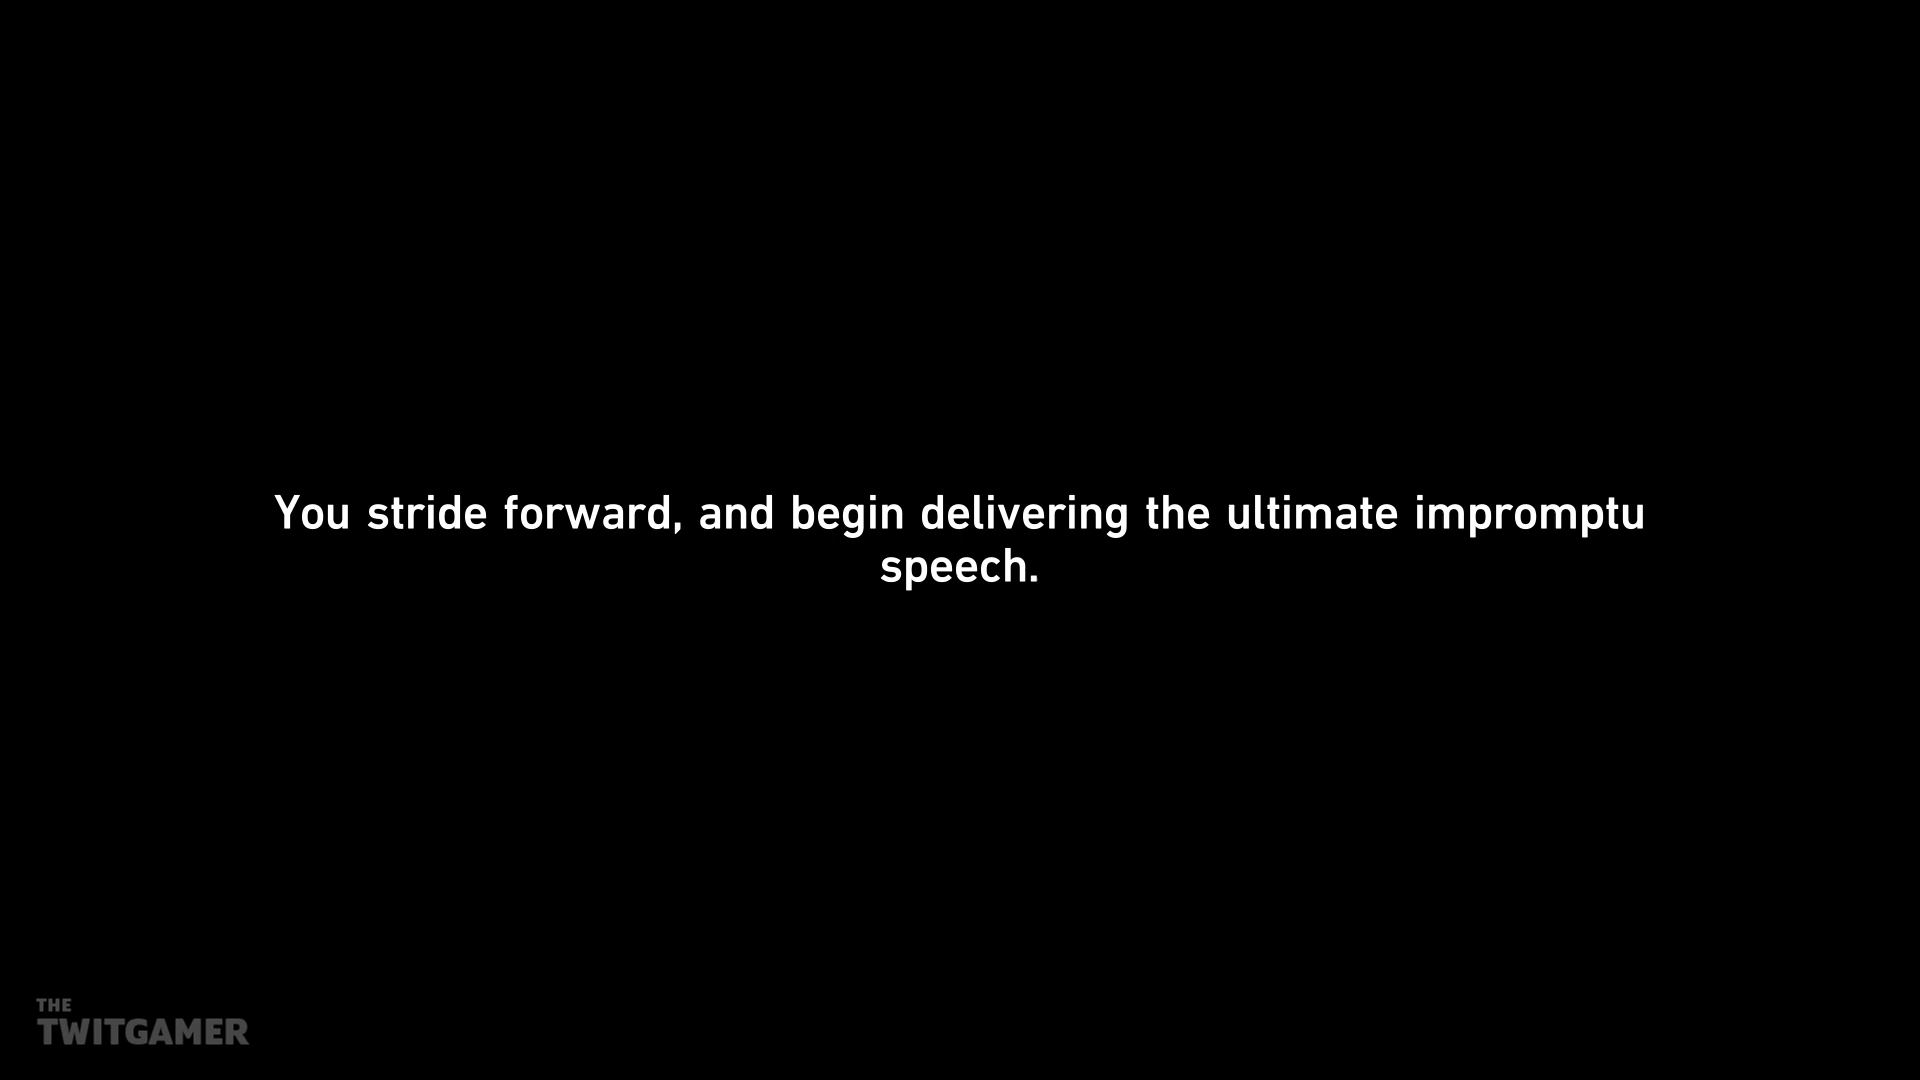 You stride forward, and begin delivering the ultimate impromptu
speech.
THE
TWITGAMER